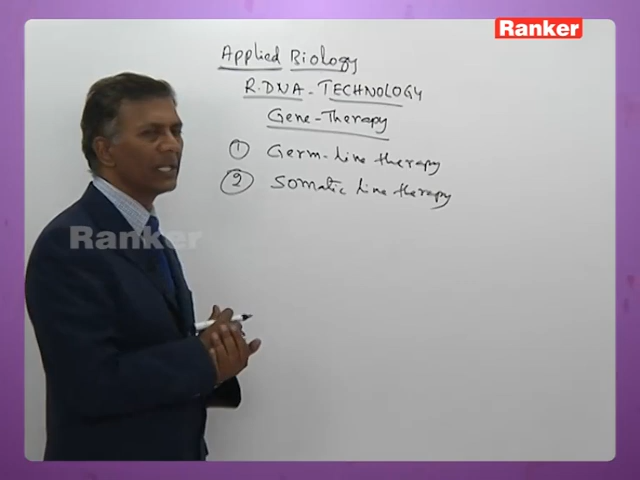 Ranker
Applied Biology
R.DNA - TECHNOLOGY
Gene-Therapy
① Germ-line therapy
② Somatic line therapy
Ranker